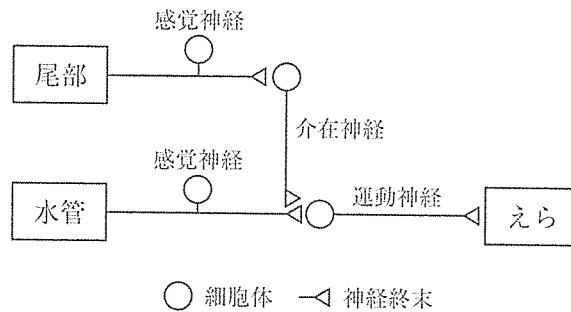 感覚神経
尾部
介在神経
感覚神経
水管
運動神経
えら
細胞体
神経終末